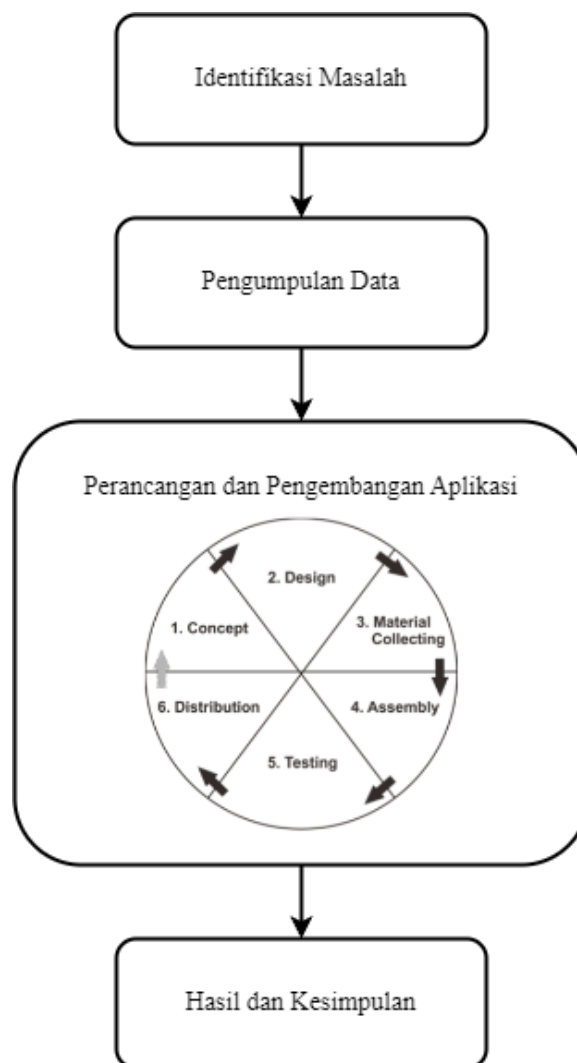 Identifikasi Masalah
Pengumpulan Data
Perancangan dan Pengembangan Aplikasi
1. Concept
2. Design
3. Material
Collecting
4. Assembly
5. Testing
6. Distribution
Hasil dan Kesimpulan